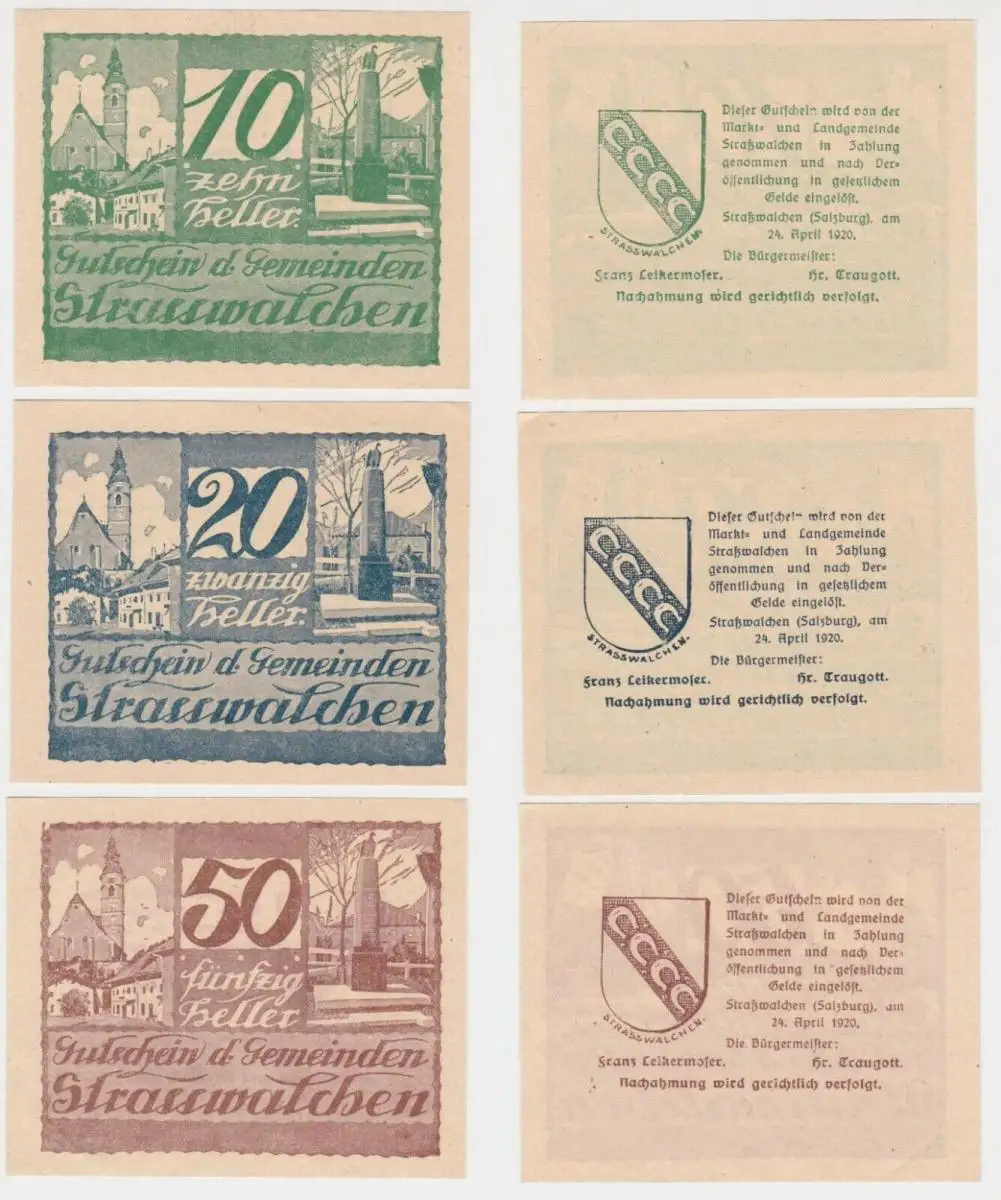 10
zehn
Heller.
Gutschein d. Gemeinden
Strasswalchen
Dieser Gutschein wird von der
Markt= und Landgemeinde
Straßwalchen in Zahlung
genommen und nach Ver=
öffentlichung in gesetzlichem
Gelde eingelöst.
Straßwalchen (Salzburg), am
24. April 1920.
Die Bürgermeister:
Franz Leikermoser. Hr. Traugott.
Nachahmung wird gerichtlich verfolgt.
CCCC
STRASSWALCHEN.
20
zwanzig
Heller.
Gutschein d. Gemeinden
Strasswalchen
Dieser Gutschein wird von der
Markt= und Landgemeinde
Straßwalchen in Zahlung
genommen und nach Ver=
öffentlichung in gesetzlichem
Gelde eingelöst.
Straßwalchen (Salzburg), am
24. April 1920.
Die Bürgermeister:
Franz Leikermoser. Hr. Traugott.
Nachahmung wird gerichtlich verfolgt.
CCCC
STRASSWALCHEN.
50
fünfzig
Heller
Gutschein d. Gemeinden
Strasswalchen
Dieser Gutschein wird von der
Markt= und Landgemeinde
Straßwalchen in Zahlung
genommen und nach Ver=
öffentlichung in gesetzlichem
Gelde eingelöst.
Straßwalchen (Salzburg), am
24. April 1920.
Die Bürgermeister:
Franz Leikermoser. Hr. Traugott.
Nachahmung wird gerichtlich verfolgt.
CCCC
STRASSWALCHEN.